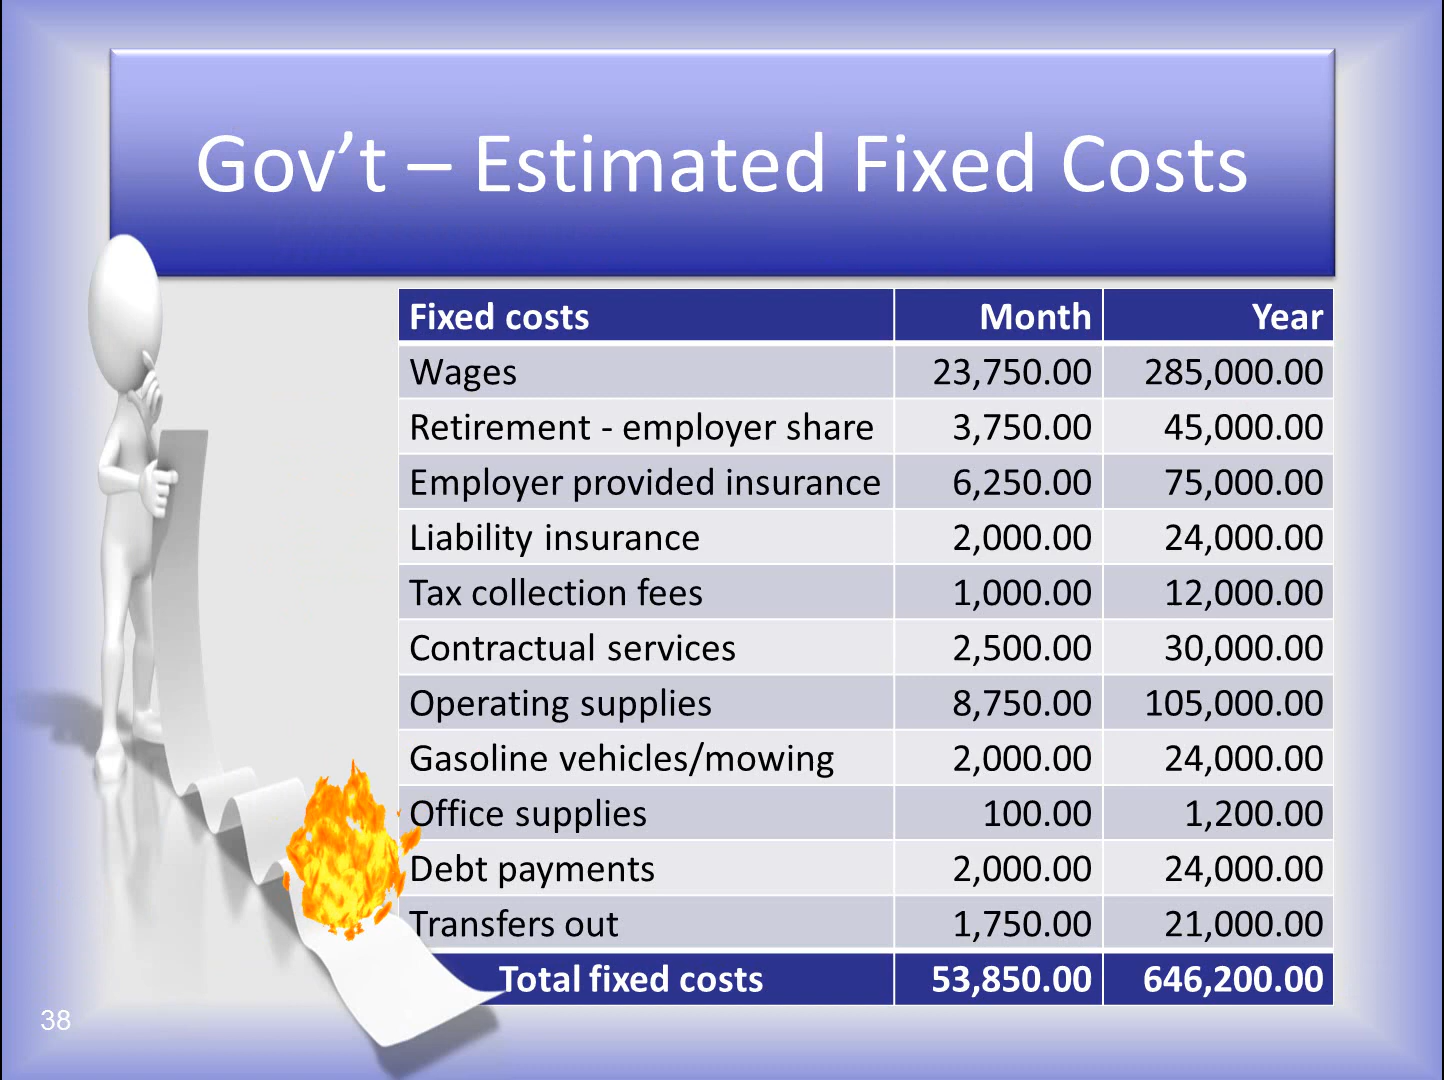 Gov’t – Estimated Fixed Costs
Fixed costs Month Year
Wages 23,750.00 285,000.00
Retirement - employer share 3,750.00 45,000.00
Employer provided insurance 6,250.00 75,000.00
Liability insurance 2,000.00 24,000.00
Tax collection fees 1,000.00 12,000.00
Contractual services 2,500.00 30,000.00
Operating supplies 8,750.00 105,000.00
Gasoline vehicles/mowing 2,000.00 24,000.00
Office supplies 100.00 1,200.00
Debt payments 2,000.00 24,000.00
Transfers out 1,750.00 21,000.00
Total fixed costs 53,850.00 646,200.00
38